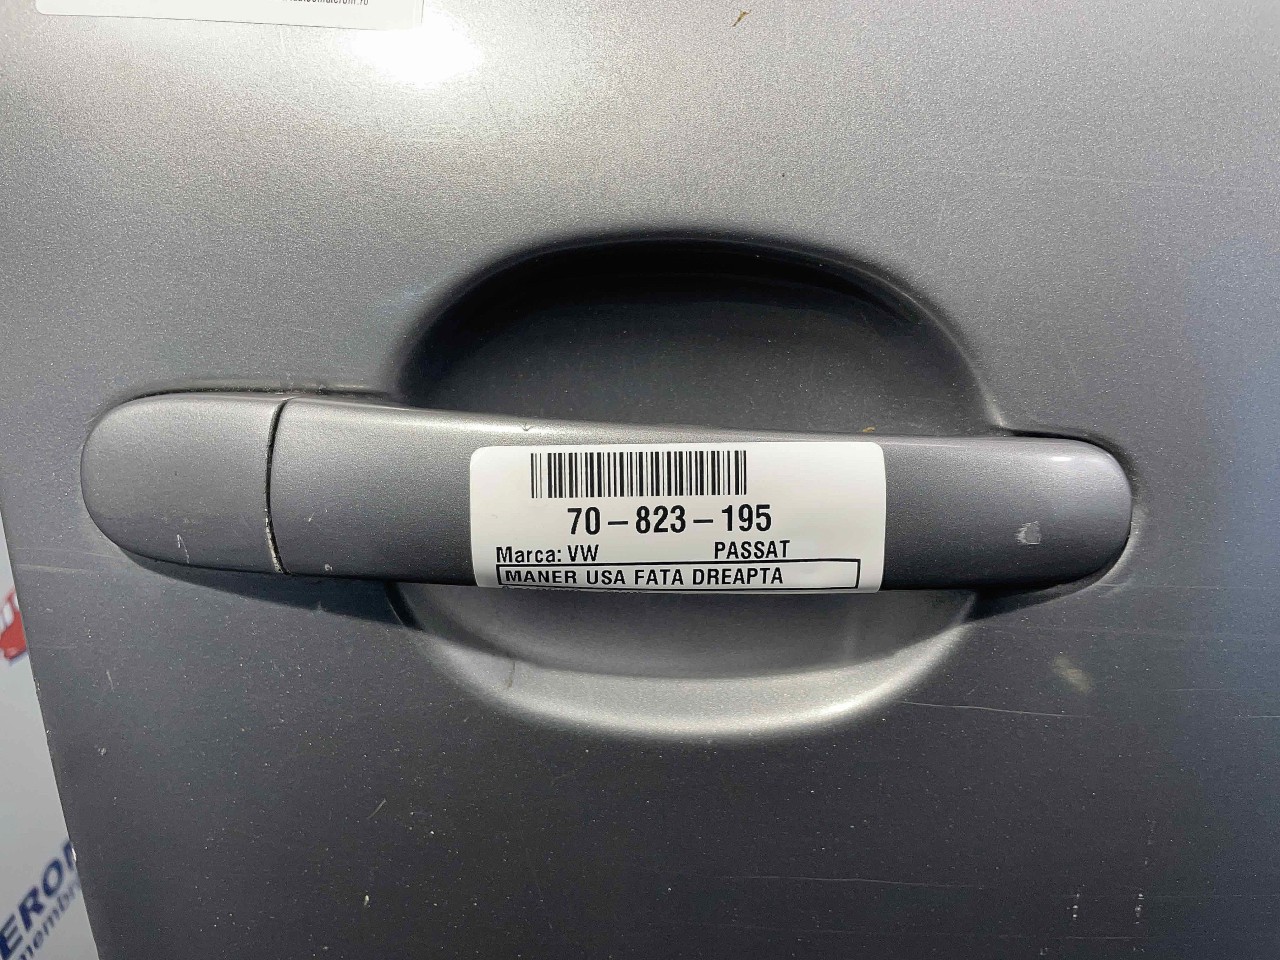 70-823-195
Marca: VW PASSAT
MANER USA FATA DREAPTA